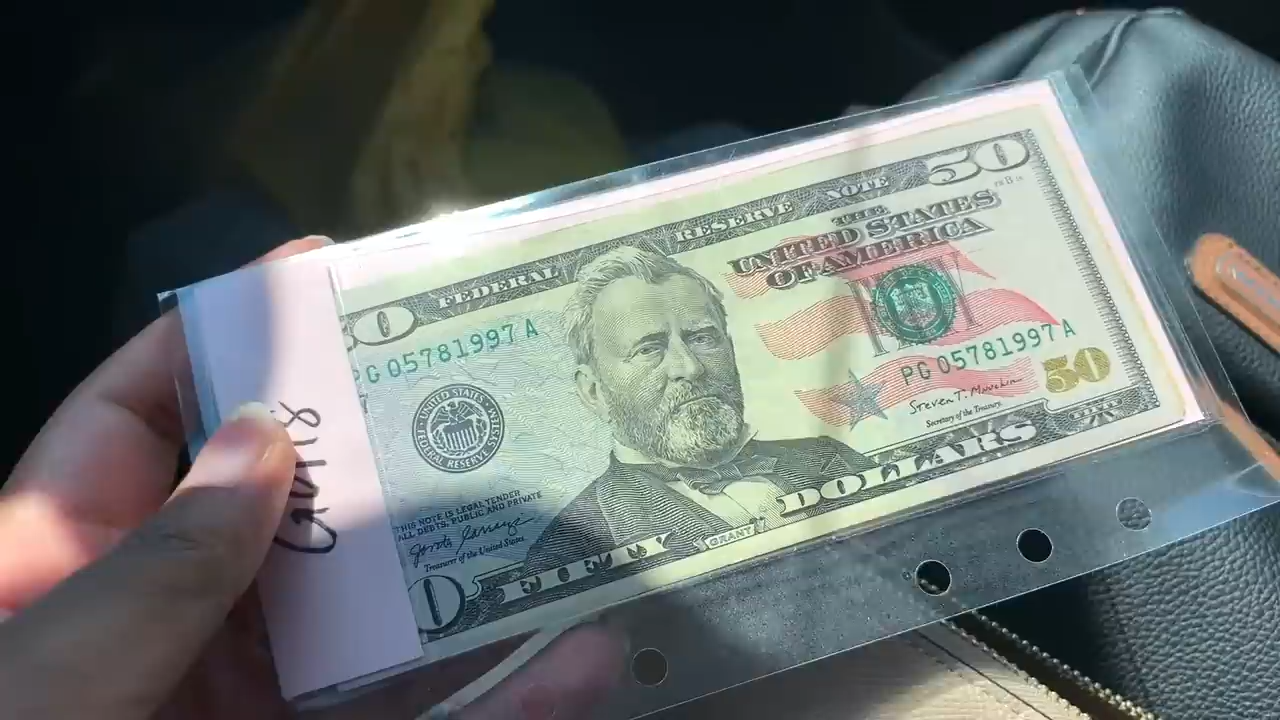 FEDERAL RESERVE NOTE
50
THE
UNITED STATES
OF AMERICA
PG 05781997 A
UNITED STATES
FEDERAL RESERVE SYSTEM
THIS NOTE IS LEGAL TENDER
ALL DEBTS, PUBLIC AND PRIVATE
Treasurer of the United States.
PG 05781997 A
Steven T. Mnuchin
Secretary of the Treasury.
50
FIFTY
GRANT
DOLLARS